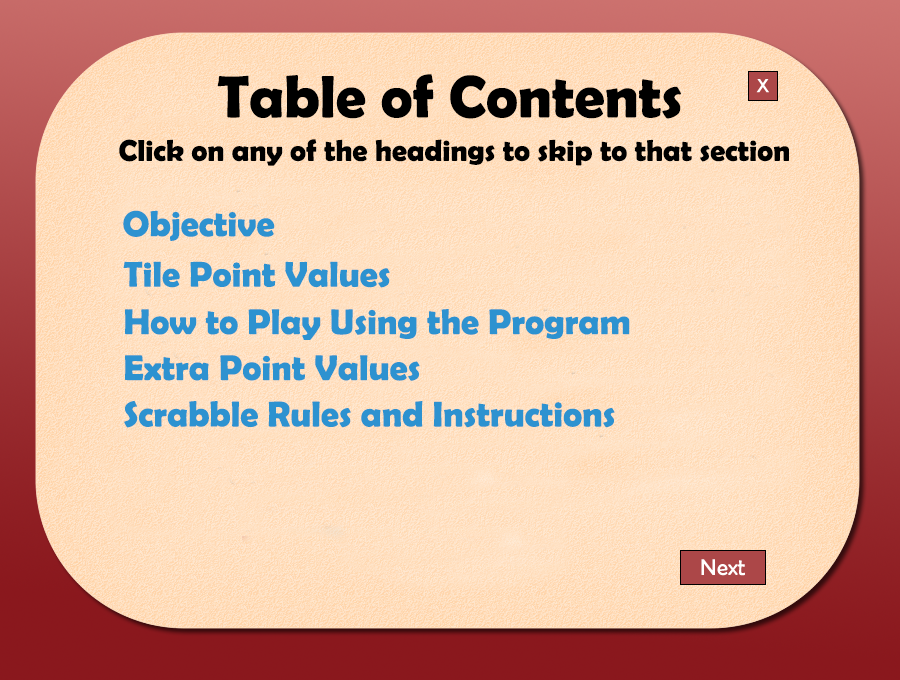 Table of Contents
X
Click on any of the headings to skip to that section
Objective
Tile Point Values
How to Play Using the Program
Extra Point Values
Scrabble Rules and Instructions
Next